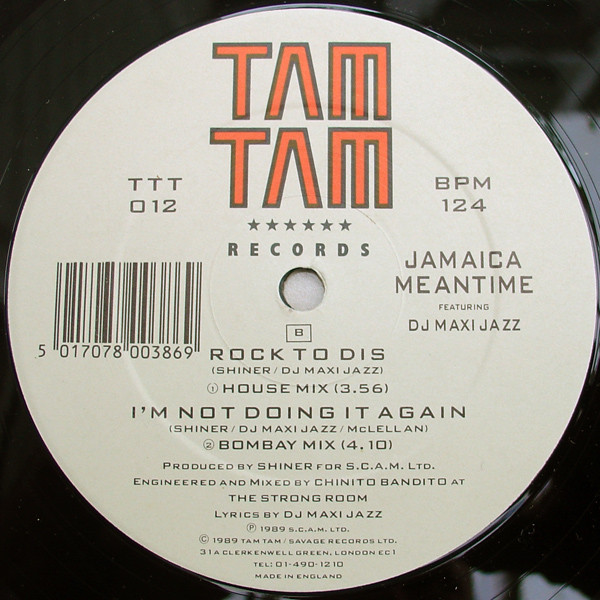 TAM
TAM
★★★★★★
RECORDS
TTT
012
BPM
124
JAMAICA
MEANTIME
FEATURING
DJ MAXI JAZZ
5 017078 003869
B
ROCK TO DIS
(SHINER / DJ MAXI JAZZ)
① HOUSE MIX (3.56)
I'M NOT DOING IT AGAIN
(SHINER / DJ MAXI JAZZ / McLELLAN)
② BOMBAY MIX (4.10)
PRODUCED BY SHINER FOR S.C.A.M. LTD.
ENGINEERED AND MIXED BY CHINITO BANDITO AT
THE STRONG ROOM
LYRICS BY DJ MAXI JAZZ
℗ 1989 S.C.A.M. LTD.
© 1989 TAM TAM / SAVAGE RECORDS LTD.
31A CLERKENWELL GREEN, LONDON EC1
TEL: 01-490-1210
MADE IN ENGLAND